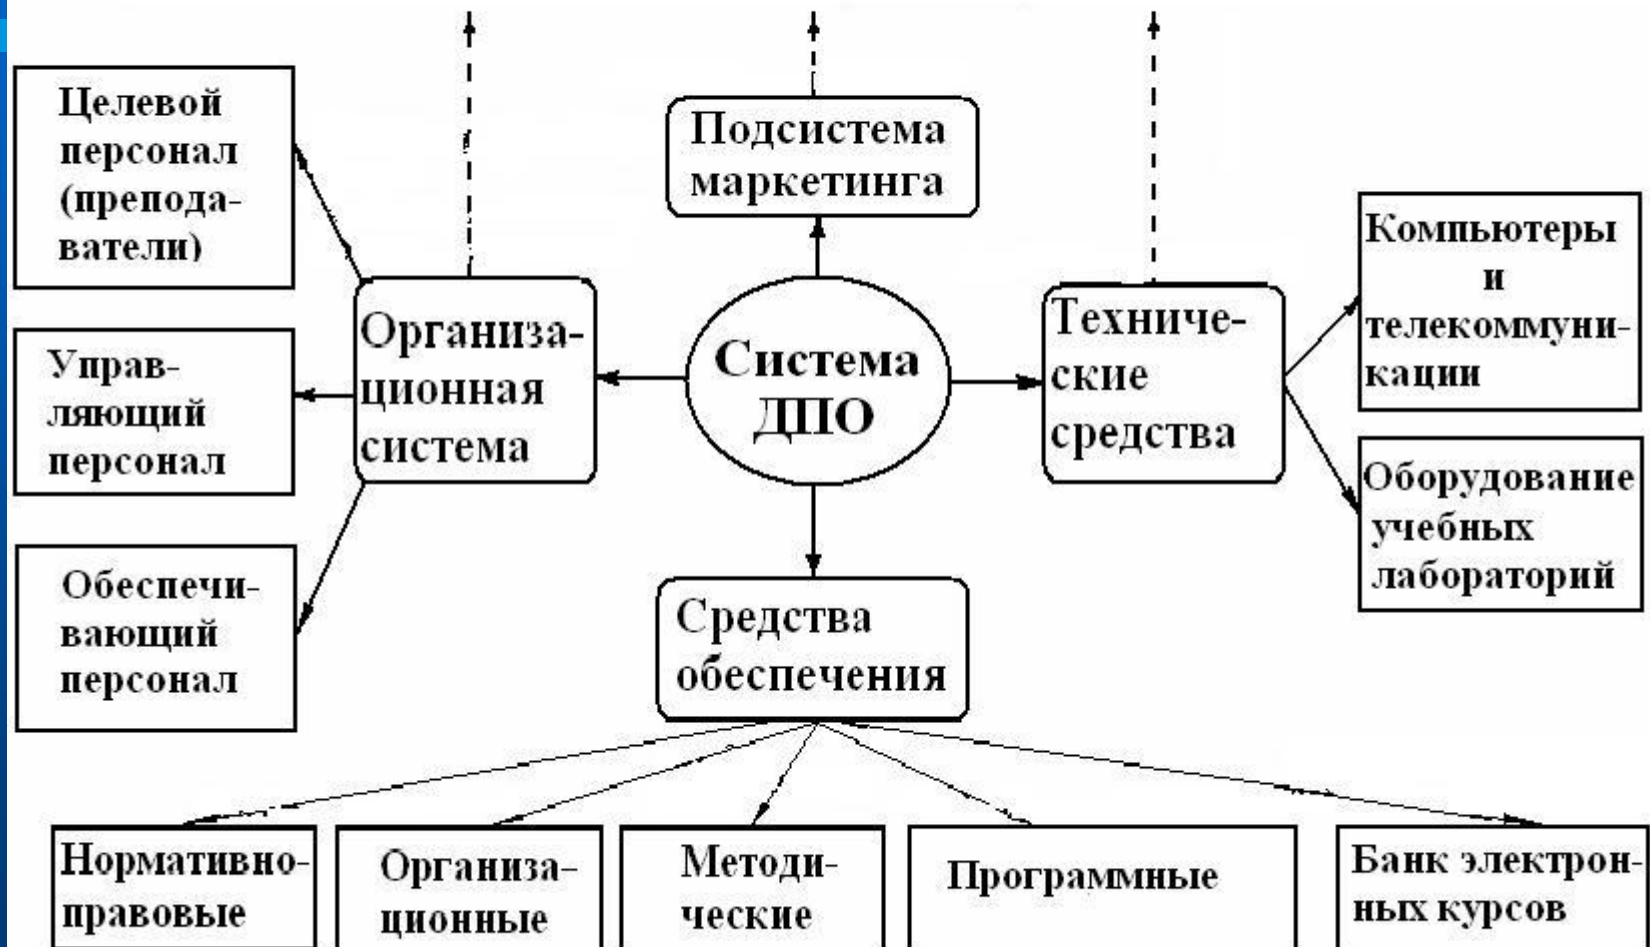 Целевой
персонал
(препода-
ватели)
Управ-
ляющий
персонал
Обеспечи-
вающий
персонал
Организа-
ционная
система
Подсистема
маркетинга
Система
ДПО
Техниче-
ские
средства
Компьютеры
и
телекоммуни-
кации
Оборудование
учебных
лабораторий
Средства
обеспечения
Нормативно-
правовые
Организа-
ционные
Методи-
ческие
Программные
Банк электрон-
ных курсов